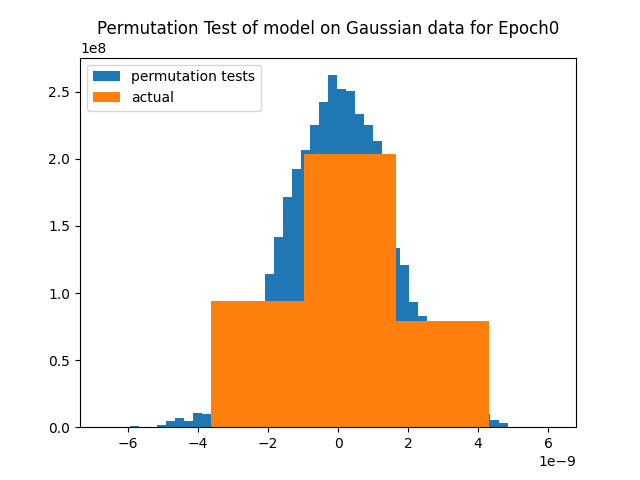 Permutation Test of model on Gaussian data for Epoch0
1e8
permutation tests
actual
2.5
2.0
1.5
1.0
0.5
0.0
−6 −4 −2 0 2 4 6
1e−9